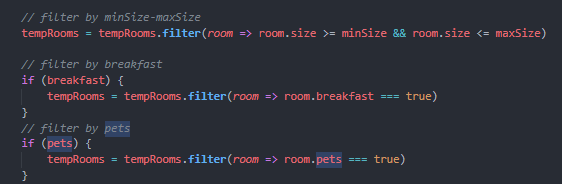 // filter by minSize-maxSize
tempRooms = tempRooms.filter(room => room.size >= minSize && room.size <= maxSize)
// filter by breakfast
if (breakfast) {
tempRooms = tempRooms.filter(room => room.breakfast === true)
}
// filter by pets
if (pets) {
tempRooms = tempRooms.filter(room => room.pets === true)
}